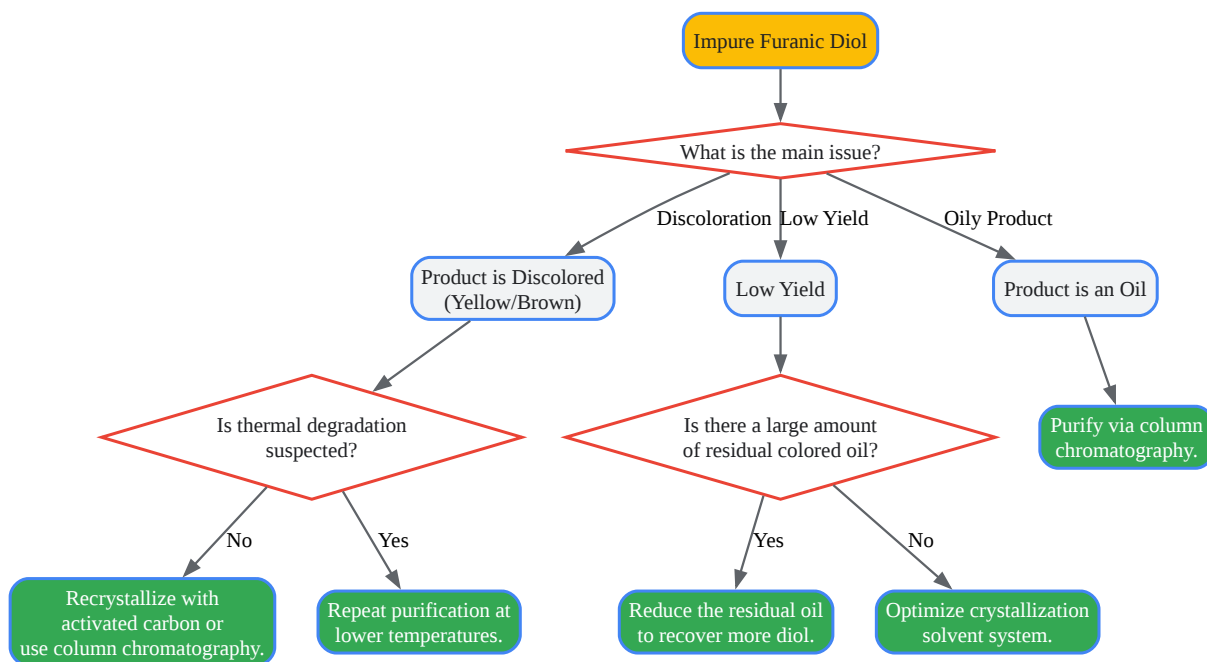 Impure Furanic Diol
What is the main issue?
Discoloration
Low Yield
Oily Product
Product is Discolored
(Yellow/Brown)
Low Yield
Product is an Oil
Is thermal degradation
suspected?
Is there a large amount
of residual colored oil?
Purify via column
chromatography.
No
Yes
Yes
No
Recrystallize with
activated carbon or
use column chromatography.
Repeat purification at
lower temperatures.
Reduce the residual oil
to recover more diol.
Optimize crystallization
solvent system.